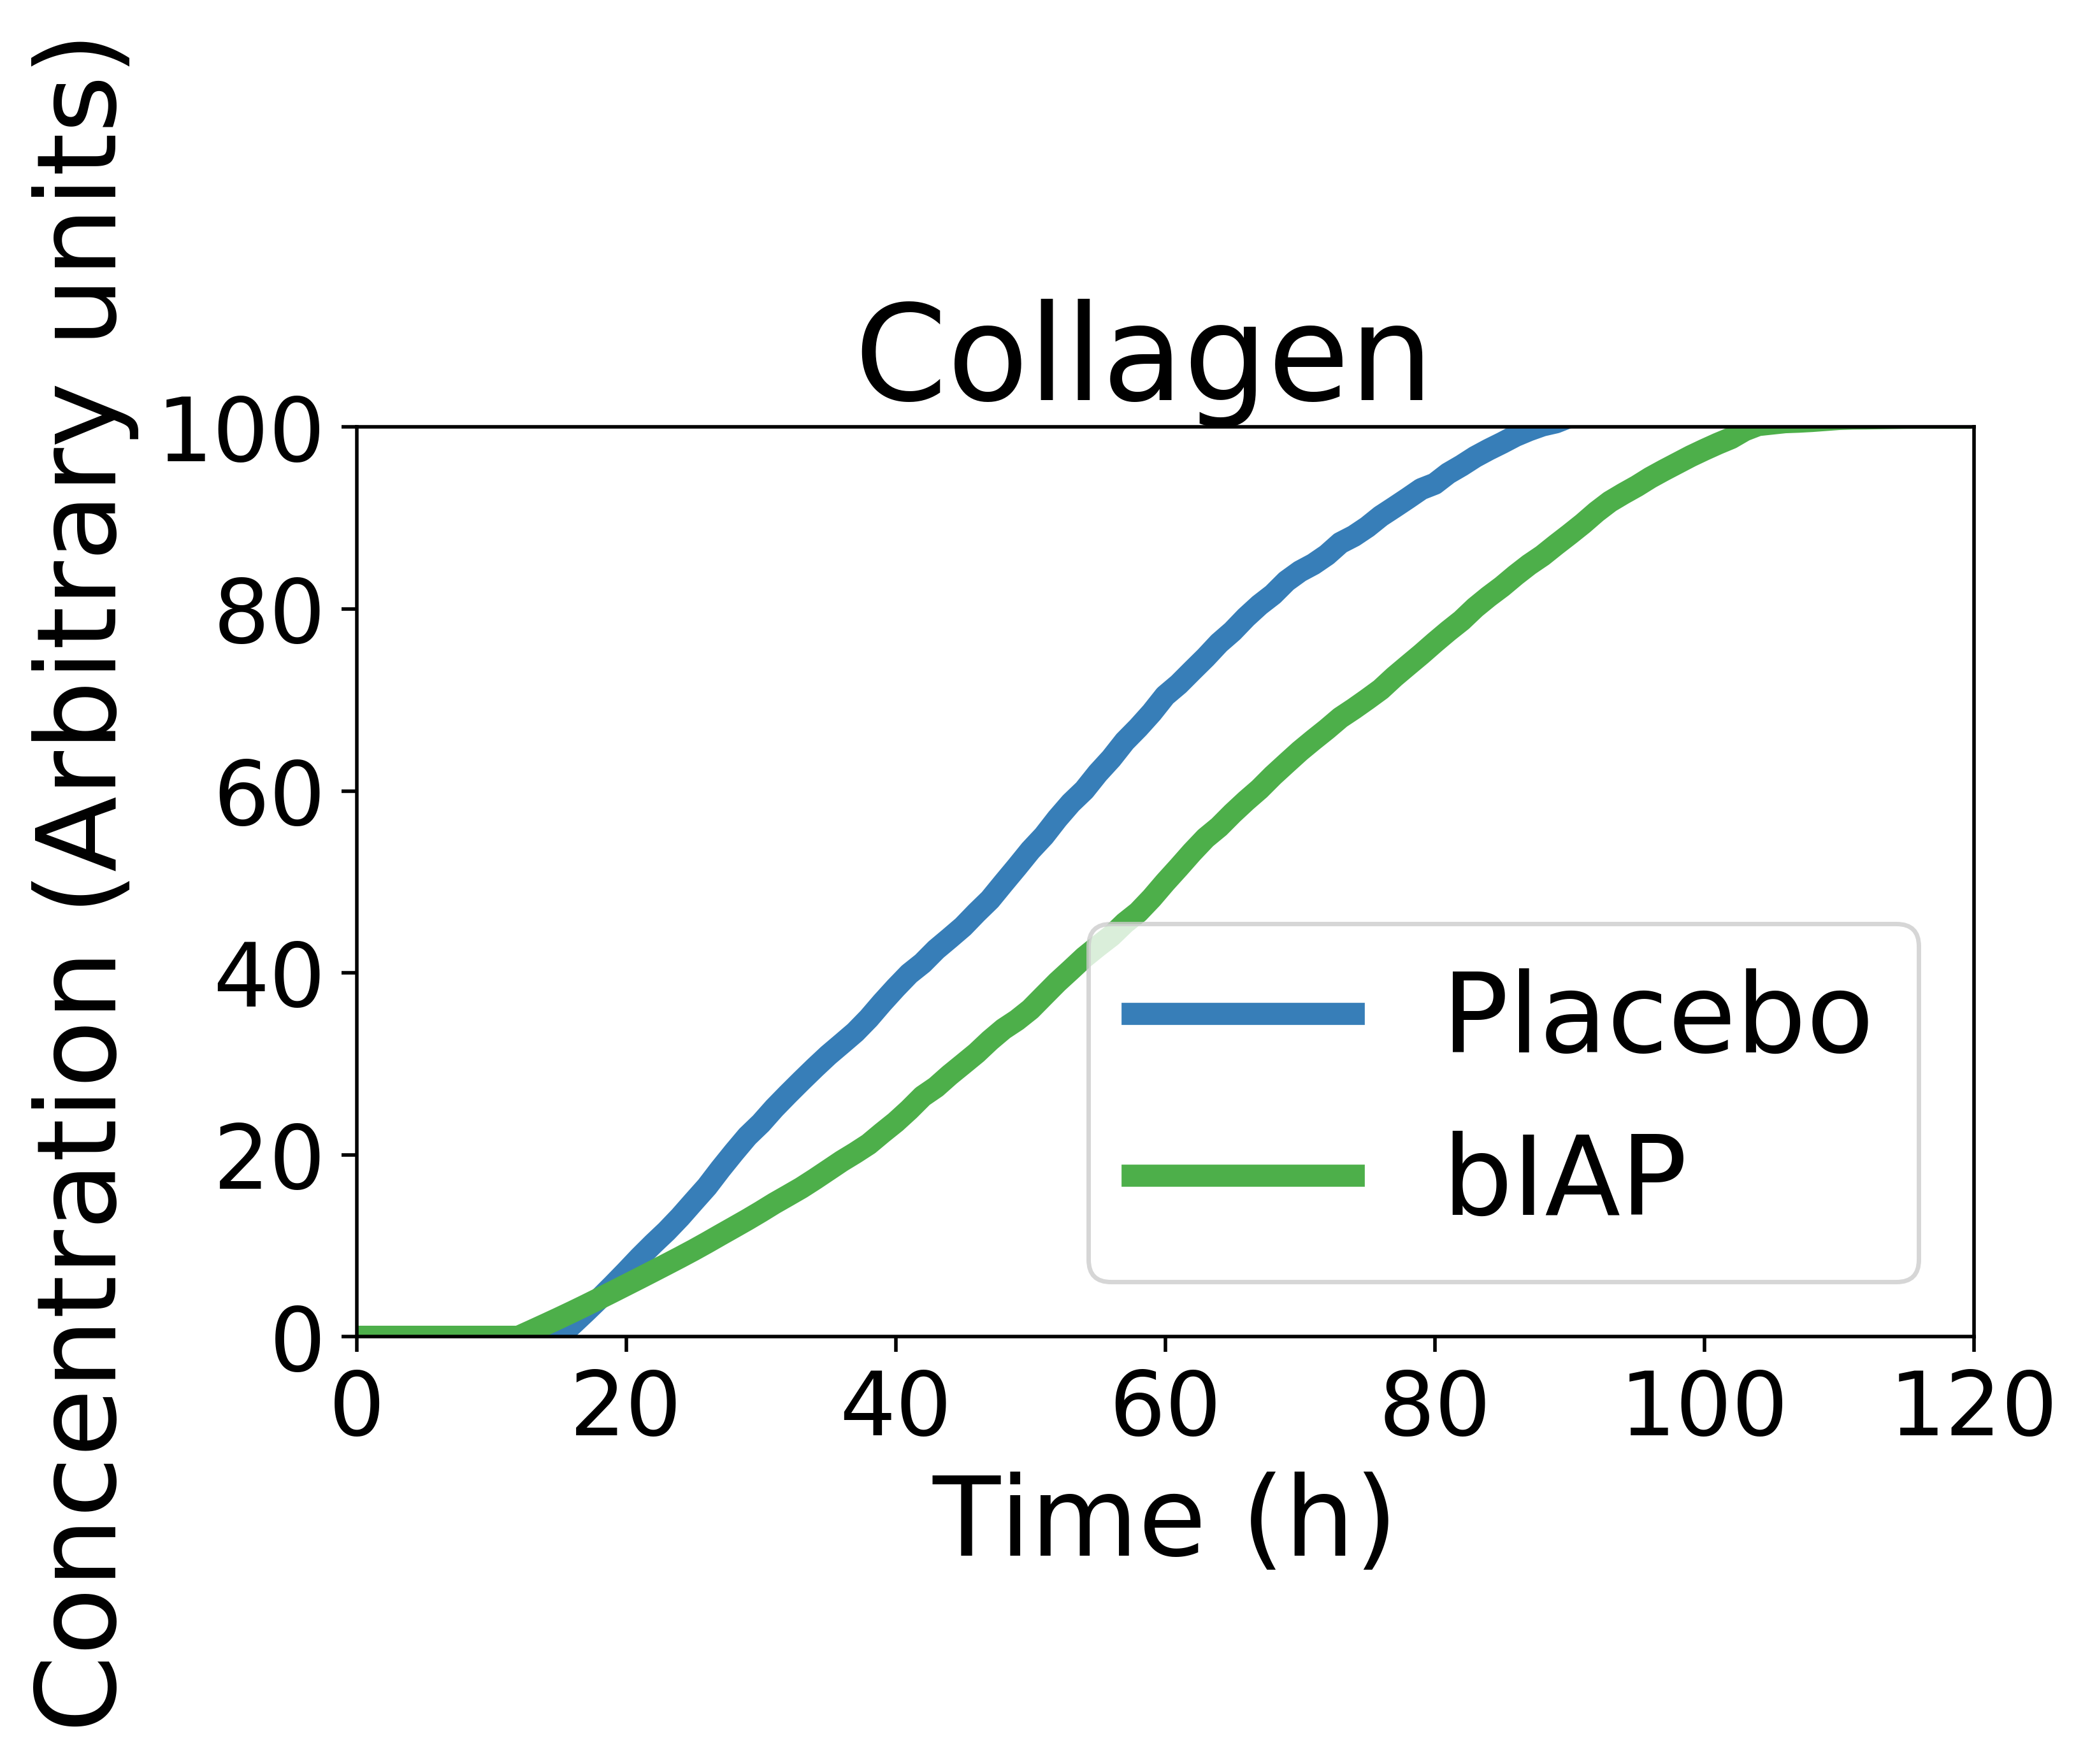 Collagen
Concentration (Arbitrary units)
100
80
60
40
20
0
0 20 40 60 80 100 120
Time (h)
Placebo
bIAP